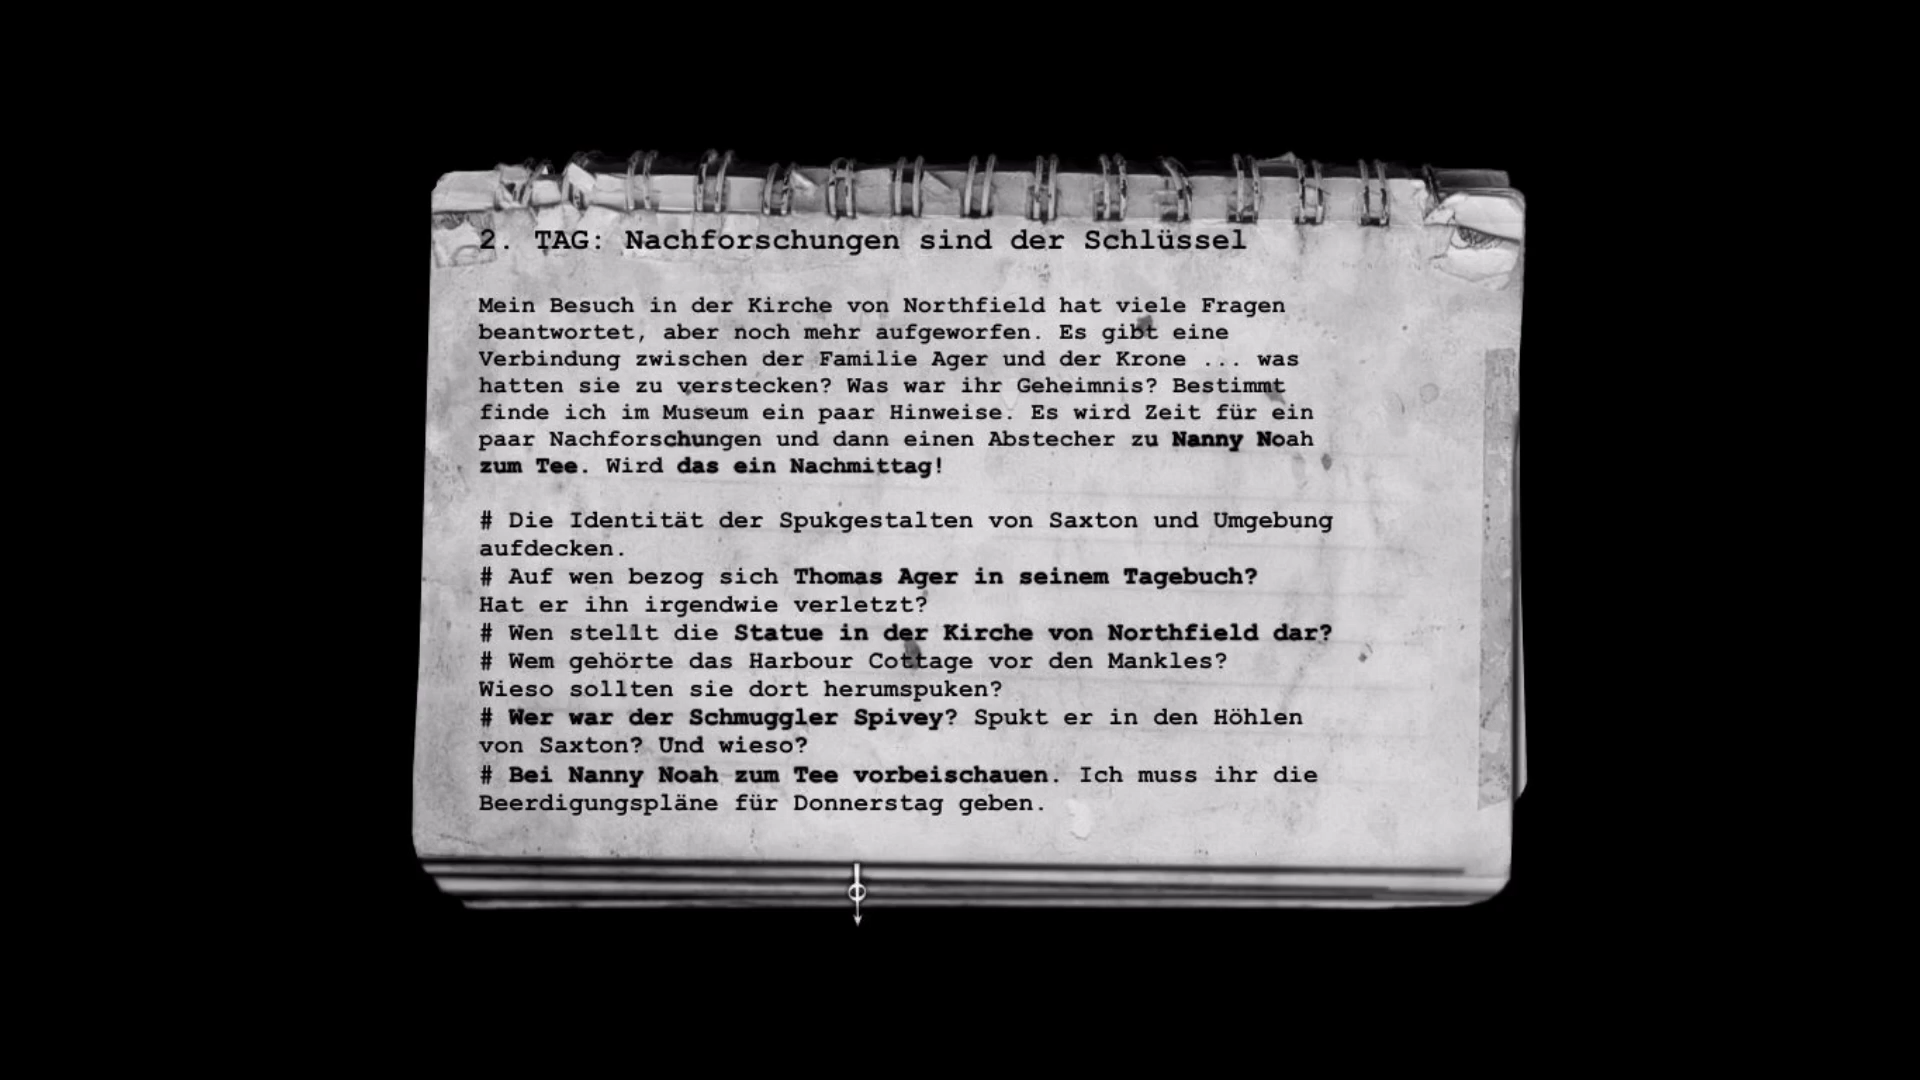 2. TAG: Nachforschungen sind der Schlüssel
Mein Besuch in der Kirche von Northfield hat viele Fragen
beantwortet, aber noch mehr aufgeworfen. Es gibt eine
Verbindung zwischen der Familie Ager und der Krone ... was
hatten sie zu verstecken? Was war ihr Geheimnis? Bestimmt
finde ich im Museum ein paar Hinweise. Es wird Zeit für ein
paar Nachforschungen und dann einen Abstecher zu Nanny Noah
zum Tee. Wird das ein Nachmittag!
# Die Identität der Spukgestalten von Saxton und Umgebung
aufdecken.
# Auf wen bezog sich Thomas Ager in seinem Tagebuch?
Hat er ihn irgendwie verletzt?
# Wen stellt die Statue in der Kirche von Northfield dar?
# Wem gehörte das Harbour Cottage vor den Mankles?
Wieso sollten sie dort herumspuken?
# Wer war der Schmuggler Spivey? Spukt er in den Höhlen
von Saxton? Und wieso?
# Bei Nanny Noah zum Tee vorbeischauen. Ich muss ihr die
Beerdigungspläne für Donnerstag geben.